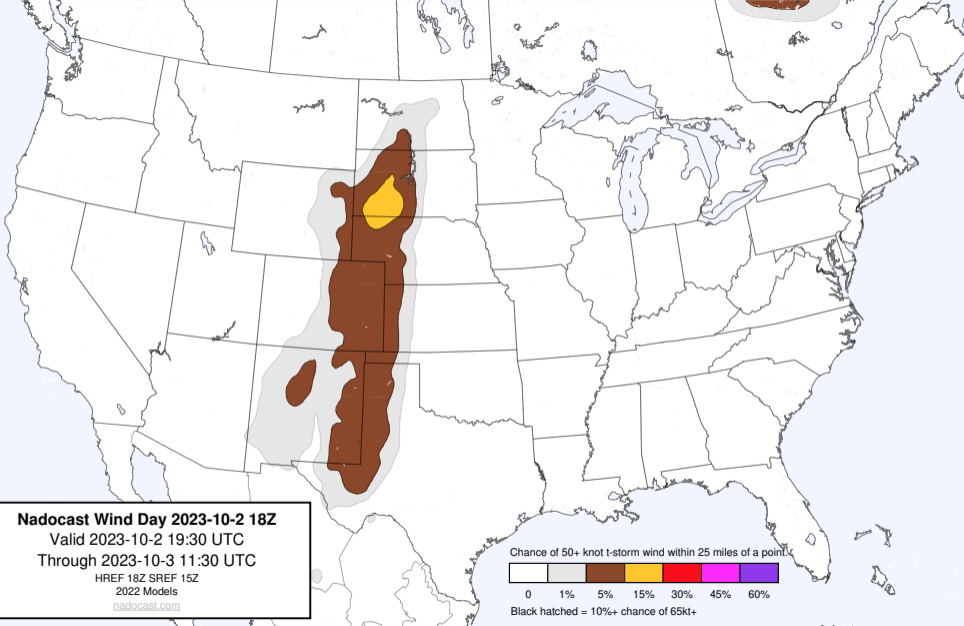 Nadocast Wind Day 2023-10-2 18Z
Valid 2023-10-2 19:30 UTC
Through 2023-10-3 11:30 UTC
HREF 18Z SREF 15Z
2022 Models
nadocast.com
Chance of 50+ knot t-storm wind within 25 miles of a point.
0 1% 5% 15% 30% 45% 60%
Black hatched = 10%+ chance of 65kt+